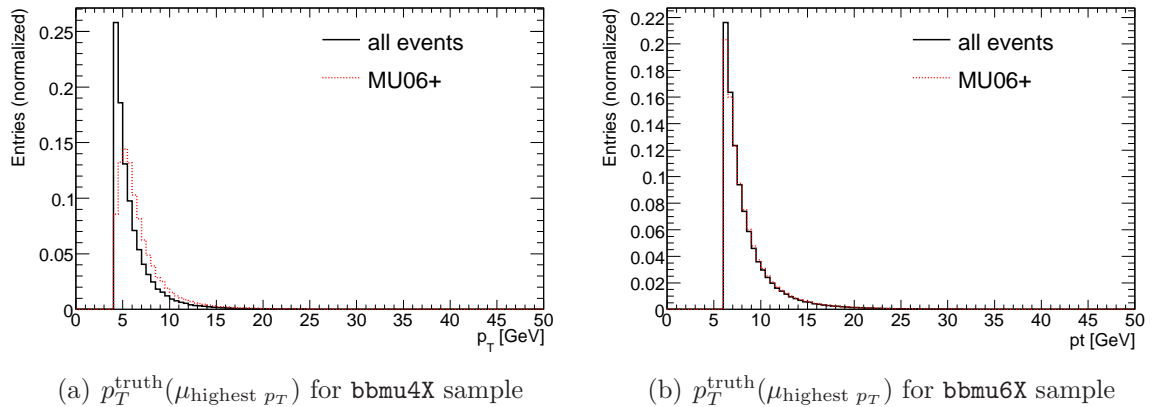 Entries (normalized)
0.25
0.2
0.15
0.1
0.05
0
0 5 10 15 20 25 30 35 40 45 50
p_T [GeV]
all events
MU06+
(a) p_T^truth(μ_highest p_T) for bbmu4X sample
Entries (normalized)
0.22
0.2
0.18
0.16
0.14
0.12
0.1
0.08
0.06
0.04
0.02
0
0 5 10 15 20 25 30 35 40 45 50
pt [GeV]
all events
MU06+
(b) p_T^truth(μ_highest p_T) for bbmu6X sample